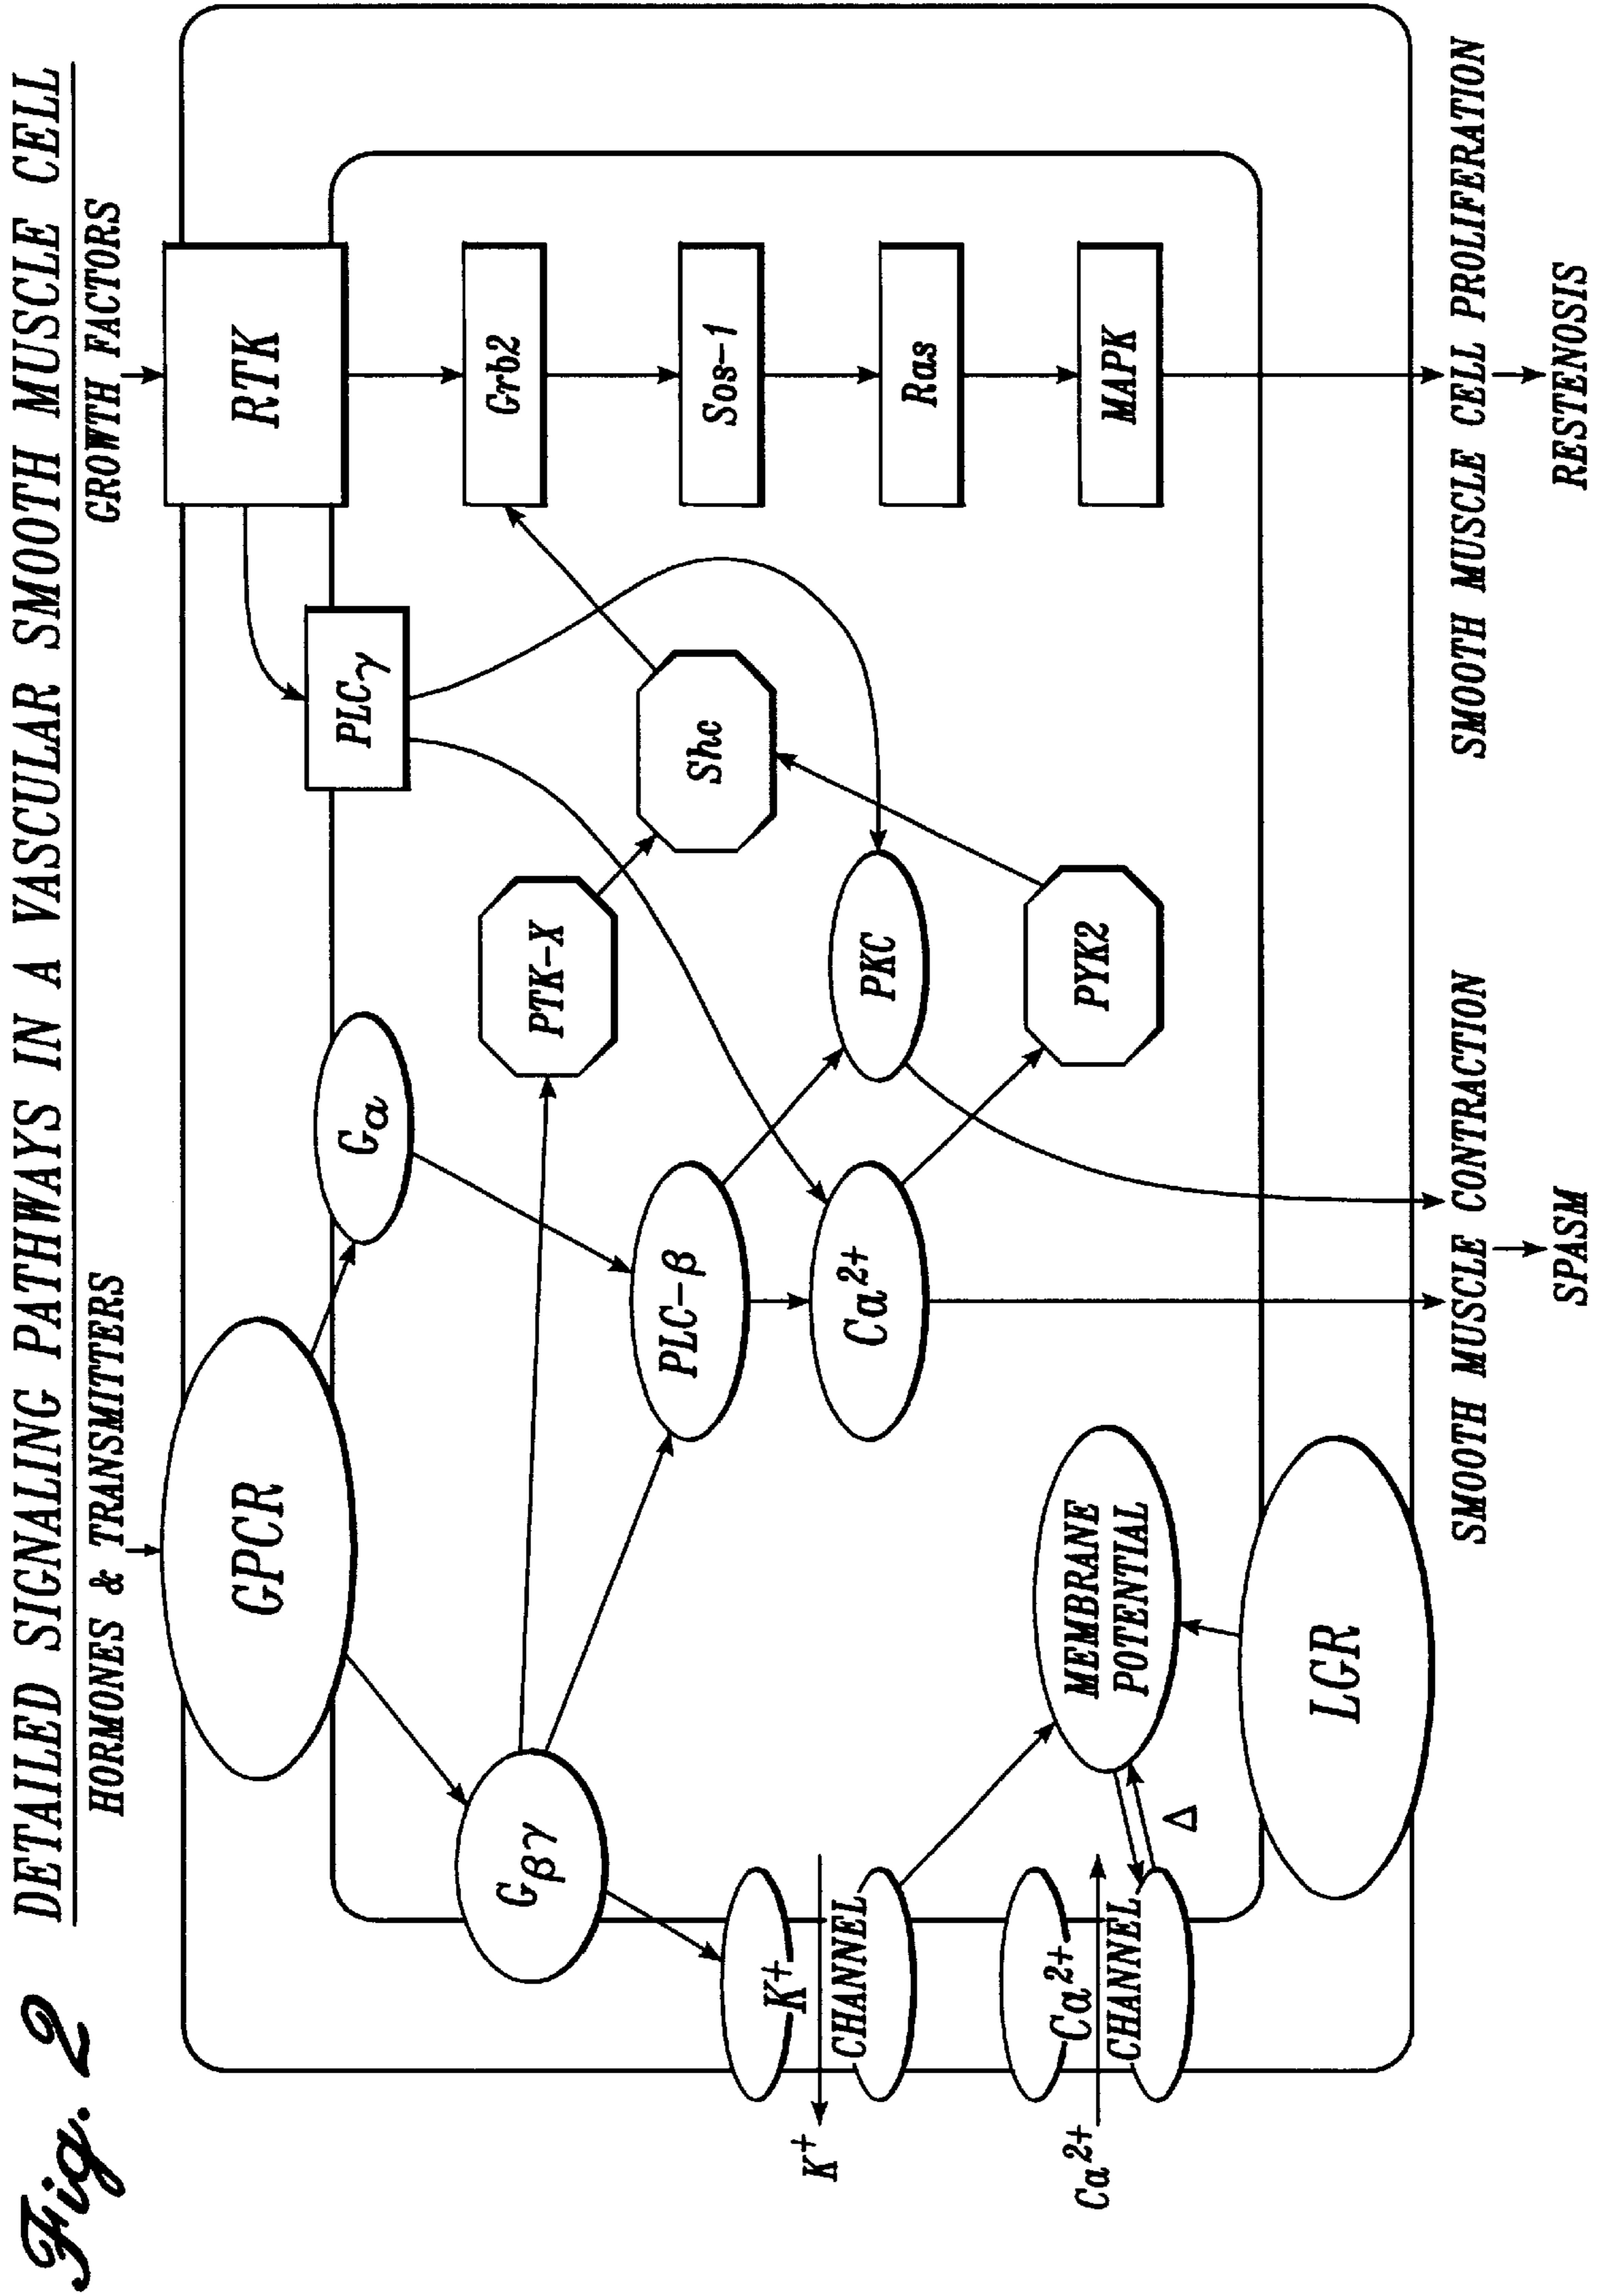 Fig. 2
DETAILED SIGNALING PATHWAYS IN A VASCULAR SMOOTH MUSCLE CELL
HORMONES & TRANSMITTERS
GROWTH FACTORS
GPCR
RTK
Gα
PLCγ
Gβγ
PTK-X
Grb2
PLC-β
Shc
Sos-1
K+
CHANNEL
K+
Ca2+
PKC
Ras
MEMBRANE
POTENTIAL
PYK2
MAPK
Ca2+
CHANNEL
Ca2+
Δ
LGR
SMOOTH MUSCLE CONTRACTION
SMOOTH MUSCLE CELL PROLIFERATION
SPASM
RESTENOSIS